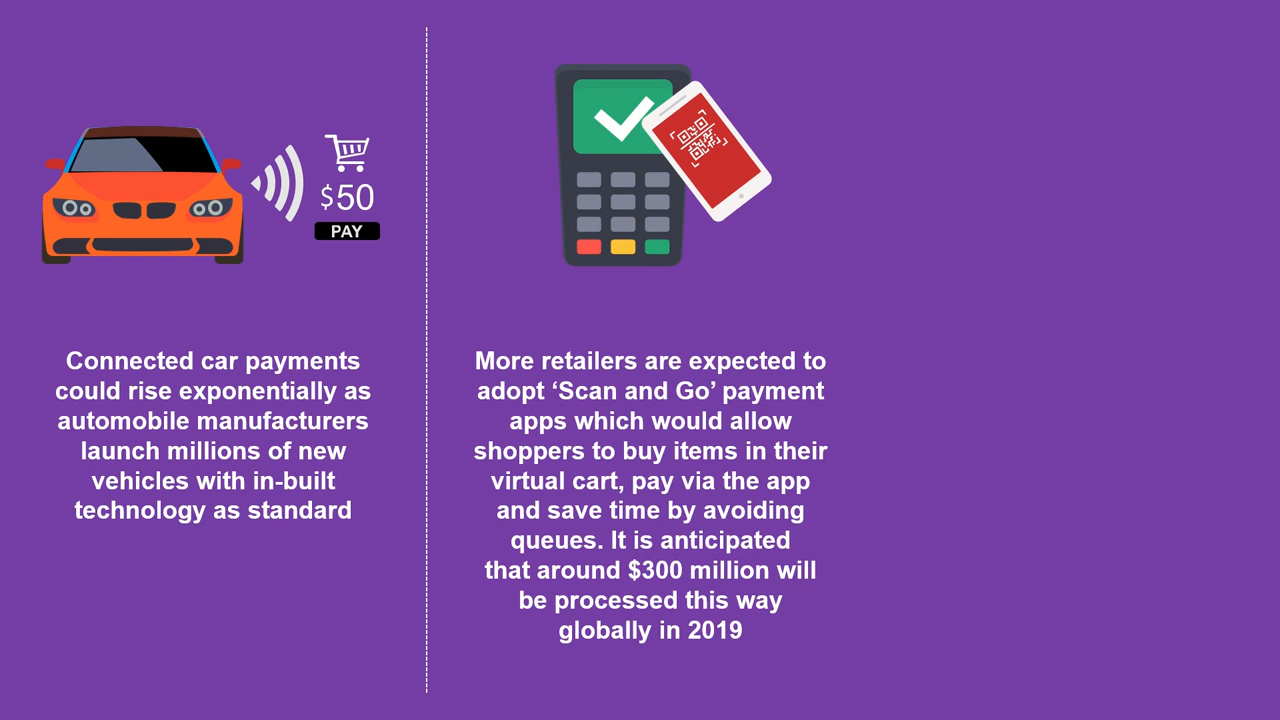 $50
PAY
Connected car payments
could rise exponentially as
automobile manufacturers
launch millions of new
vehicles with in-built
technology as standard
More retailers are expected to
adopt ‘Scan and Go’ payment
apps which would allow
shoppers to buy items in their
virtual cart, pay via the app
and save time by avoiding
queues. It is anticipated
that around $300 million will
be processed this way
globally in 2019